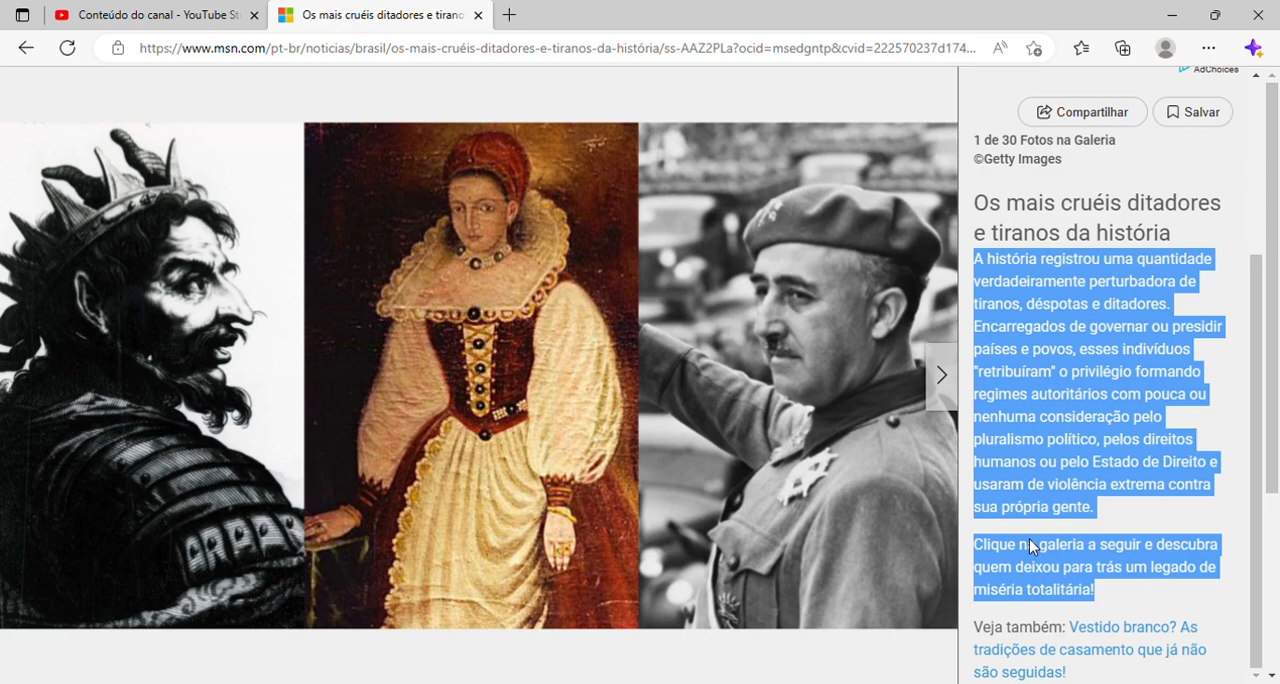 Conteúdo do canal - YouTube St
Os mais cruéis ditadores e tirano
https://www.msn.com/pt-br/noticias/brasil/os-mais-cruéis-ditadores-e-tiranos-da-história/ss-AAZ2PLa?ocid=msedgntp&cvid=222570237d174...
AdChoices
Compartilhar
Salvar
1 de 30 Fotos na Galeria
©Getty Images
Os mais cruéis ditadores
e tiranos da história
A história registrou uma quantidade
verdadeiramente perturbadora de
tiranos, déspotas e ditadores.
Encarregados de governar ou presidir
países e povos, esses indivíduos
"retribuíram" o privilégio formando
regimes autoritários com pouca ou
nenhuma consideração pelo
pluralismo político, pelos direitos
humanos ou pelo Estado de Direito e
usaram de violência extrema contra
sua própria gente.
Clique na galeria a seguir e descubra
quem deixou para trás um legado de
miséria totalitária!
Veja também: Vestido branco? As
tradições de casamento que já não
são seguidas!